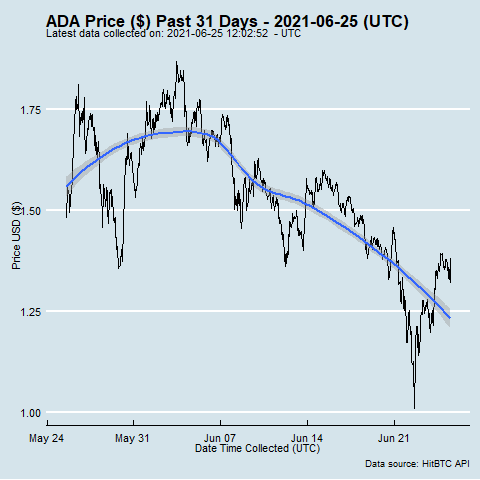 ADA Price ($) Past 31 Days - 2021-06-25 (UTC)
Latest data collected on: 2021-06-25 12:02:52 - UTC
1.75
1.50
1.25
1.00
Price USD ($)
May 24 May 31 Jun 07 Jun 14 Jun 21
Date Time Collected (UTC)
Data source: HitBTC API